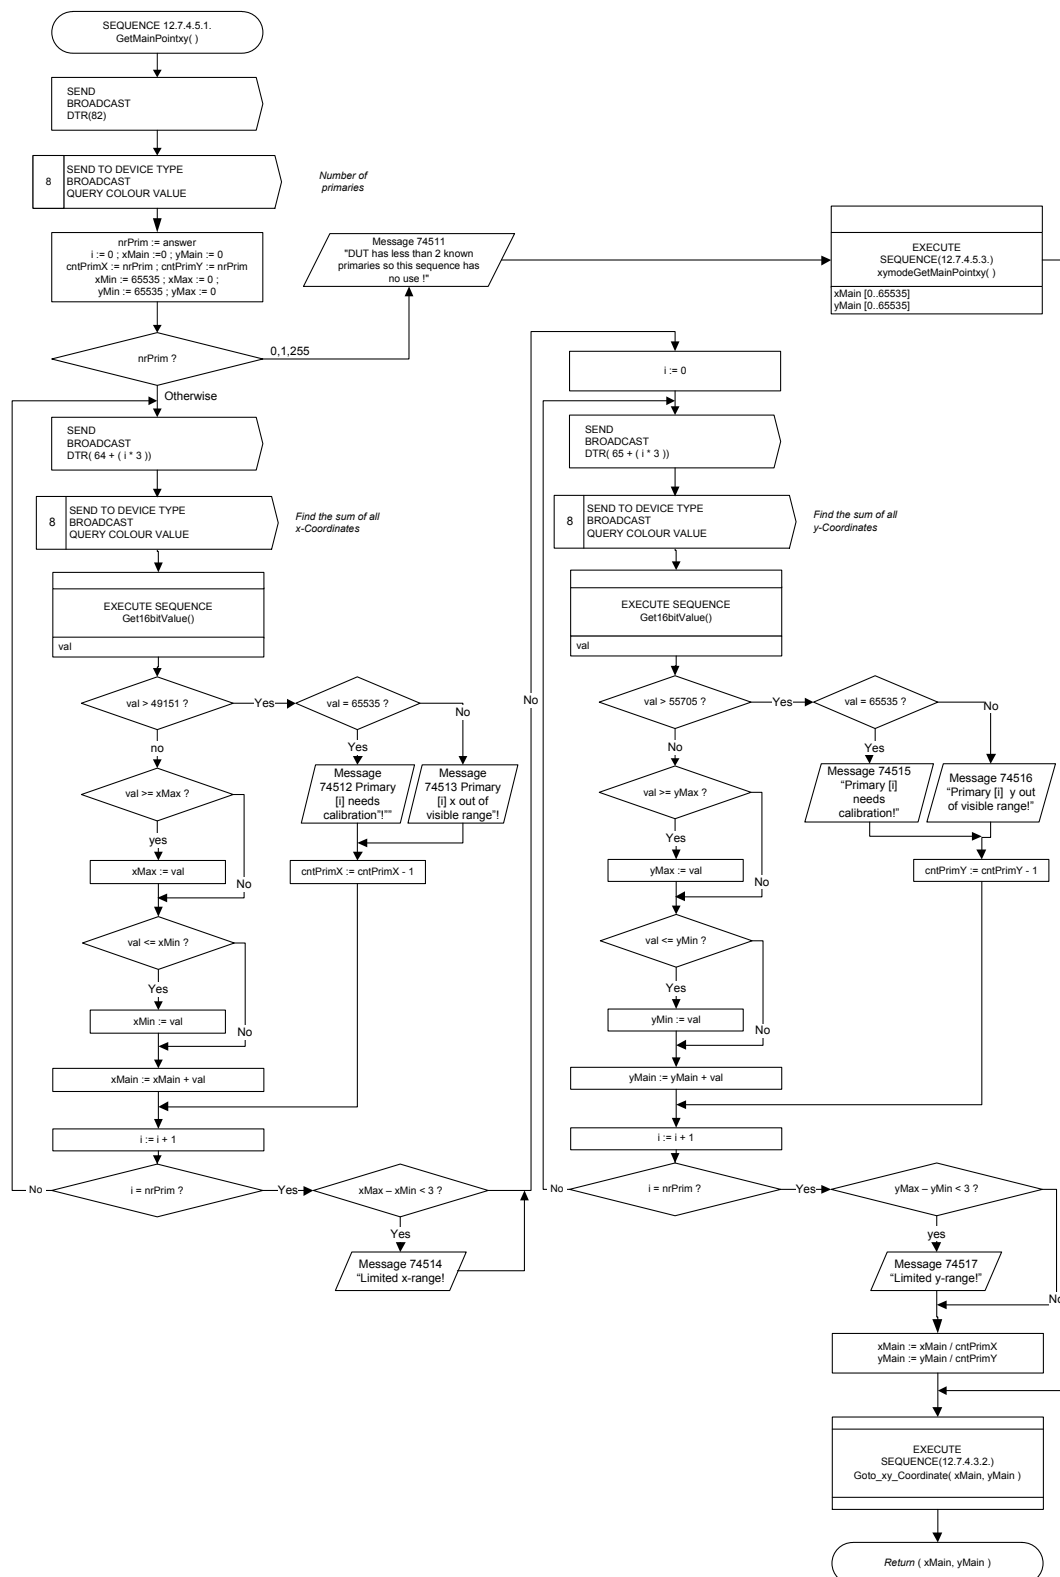 SEQUENCE 12.7.4.5.1.
GetMainPointxy( )
SEND
BROADCAST
DTR(82)
8
SEND TO DEVICE TYPE
BROADCAST
QUERY COLOUR VALUE
Number of
primaries
nrPrim := answer
i := 0 ; xMain :=0 ; yMain := 0
cntPrimX := nrPrim ; cntPrimY := nrPrim
xMin := 65535 ; xMax := 0 ;
yMin := 65535 ; yMax := 0
Message 74511
"DUT has less than 2 known
primaries so this sequence has
no use !"
EXECUTE
SEQUENCE(12.7.4.5.3.)
xymodeGetMainPointxy( )
xMain [0..65535]
yMain [0..65535]
nrPrim ?
0,1,255
Otherwise
SEND
BROADCAST
DTR( 64 + ( i * 3 ))
8
SEND TO DEVICE TYPE
BROADCAST
QUERY COLOUR VALUE
Find the sum of all
x-Coordinates
EXECUTE SEQUENCE
Get16bitValue()
val
val > 49151 ?
Yes
val = 65535 ?
No
no
Yes
Message
74512 Primary
[i] needs
calibration"!""
Message
74513 Primary
[i] x out of
visible range"!
val >= xMax ?
yes
No
xMax := val
cntPrimX := cntPrimX - 1
val <= xMin ?
Yes
No
xMin := val
xMain := xMain + val
i := i + 1
i = nrPrim ?
No
Yes
xMax – xMin < 3 ?
Yes
Message 74514
“Limited x-range!
No
i := 0
SEND
BROADCAST
DTR( 65 + ( i * 3 ))
8
SEND TO DEVICE TYPE
BROADCAST
QUERY COLOUR VALUE
Find the sum of all
y-Coordinates
EXECUTE SEQUENCE
Get16bitValue()
val
val > 55705 ?
Yes
val = 65535 ?
No
No
Yes
Message 74515
“Primary [i]
needs
calibration!”
Message 74516
“Primary [i]  y out
of visible range!”
val >= yMax ?
Yes
No
yMax := val
cntPrimY := cntPrimY - 1
val <= yMin ?
Yes
No
yMin := val
yMain := yMain + val
i := i + 1
i = nrPrim ?
No
Yes
yMax – yMin < 3 ?
yes
Message 74517
“Limited y-range!”
No
xMain := xMain / cntPrimX
yMain := yMain / cntPrimY
EXECUTE
SEQUENCE(12.7.4.3.2.)
Goto_xy_Coordinate( xMain, yMain )
Return ( xMain, yMain )